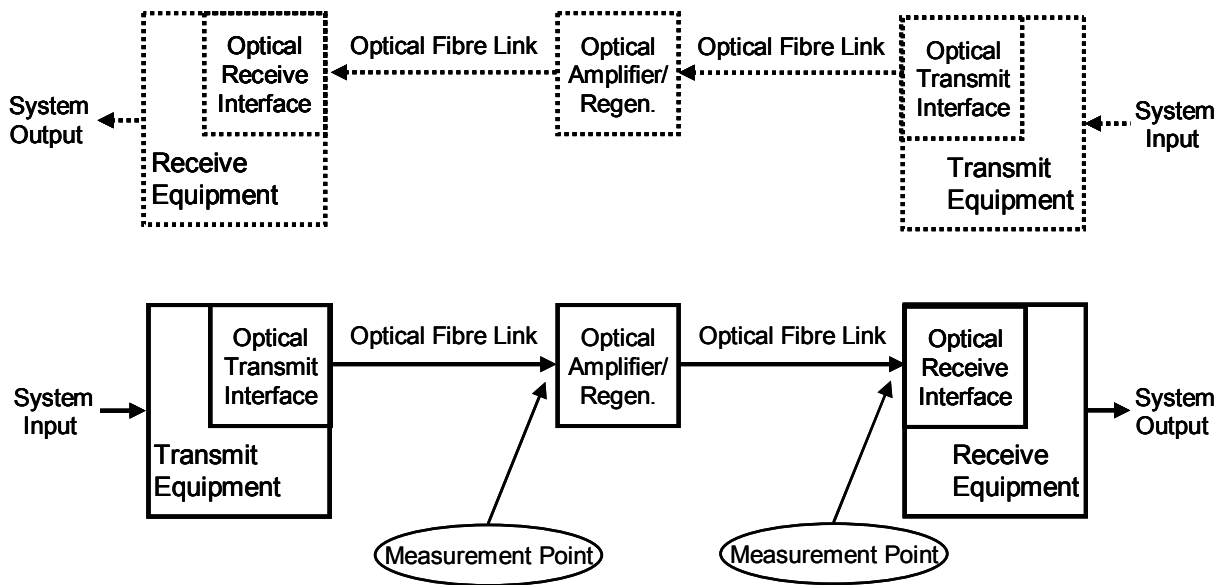 System
Output
Optical
Receive
Interface
Receive
Equipment
Optical Fibre Link
Optical
Amplifier/
Regen.
Optical Fibre Link
Optical
Transmit
Interface
Transmit
Equipment
System
Input
System
Input
Optical
Transmit
Interface
Transmit
Equipment
Optical Fibre Link
Optical
Amplifier/
Regen.
Optical Fibre Link
Optical
Receive
Interface
Receive
Equipment
System
Output
Measurement Point
Measurement Point